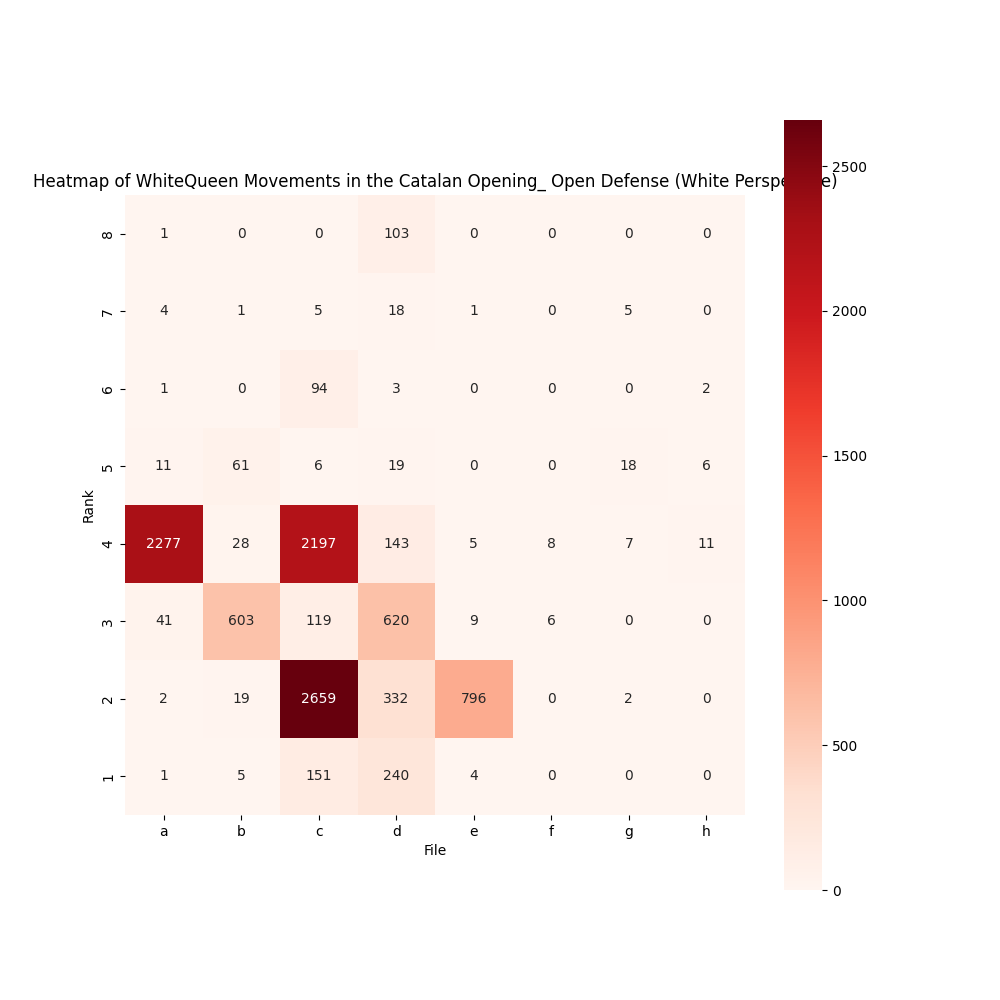 Heatmap of WhiteQueen Movements in the Catalan Opening_ Open Defense (White Perspe e)
8 1 0 0 103 0 0 0 0
7 4 1 5 18 1 0 5 0
6 1 0 94 3 0 0 0 2
5 11 61 6 19 0 0 18 6
4 2277 28 2197 143 5 8 7 11
3 41 603 119 620 9 6 0 0
2 2 19 2659 332 796 0 2 0
1 1 5 151 240 4 0 0 0
a b c d e f g h
File
Rank
2500
2000
1500
1000
500
0